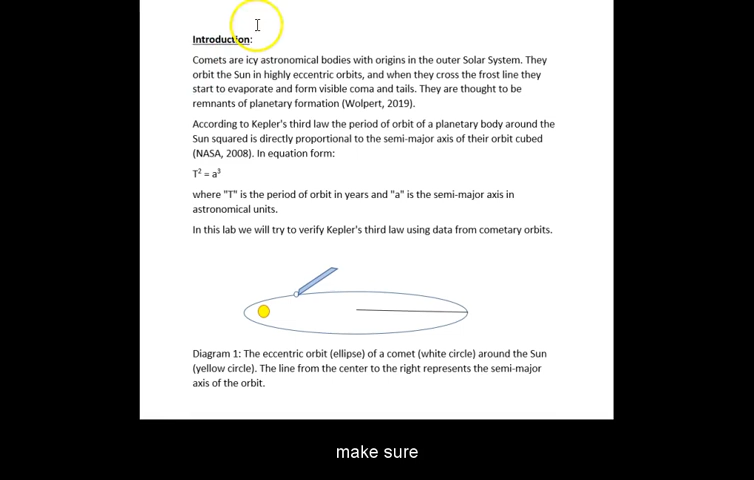 Introduction:
Comets are icy astronomical bodies with origins in the outer Solar System. They
orbit the Sun in highly eccentric orbits, and when they cross the frost line they
start to evaporate and form visible coma and tails. They are thought to be
remnants of planetary formation (Wolpert, 2019).
According to Kepler's third law the period of orbit of a planetary body around the
Sun squared is directly proportional to the semi-major axis of their orbit cubed
(NASA, 2008). In equation form:
T² = a³
where "T" is the period of orbit in years and "a" is the semi-major axis in
astronomical units.
In this lab we will try to verify Kepler's third law using data from cometary orbits.
Diagram 1: The eccentric orbit (ellipse) of a comet (white circle) around the Sun
(yellow circle). The line from the center to the right represents the semi-major
axis of the orbit.
make sure